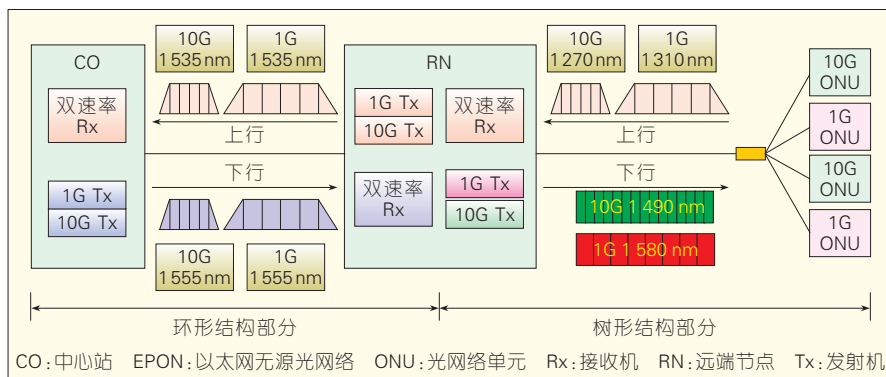 CO
双速率
Rx
1G Tx
10G Tx
10G
1 535 nm
1G
1 535 nm
上行
下行
10G
1 555 nm
1G
1 555 nm
RN
1G Tx
10G Tx
双速率
Rx
双速率
Rx
1G Tx
10G Tx
10G
1 270 nm
1G
1 310 nm
上行
下行
10G 1 490 nm
1G 1 580 nm
10G
ONU
1G
ONU
10G
ONU
1G
ONU
环形结构部分
树形结构部分
CO:中心站 EPON:以太网无源光网络 ONU:光网络单元 Rx:接收机 RN:远端节点 Tx:发射机